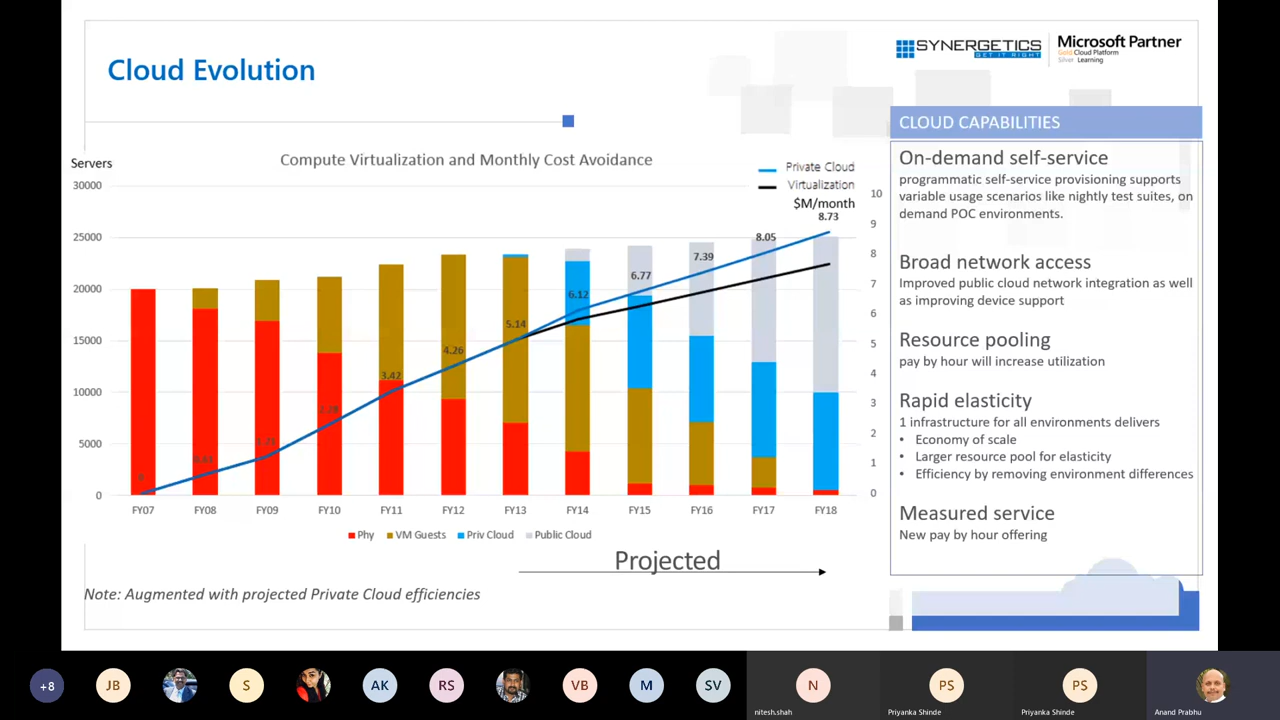 Cloud Evolution
SYNERGETICS
GET IT RIGHT
Microsoft Partner
Gold Cloud Platform
Silver Learning
CLOUD CAPABILITIES
Servers
Compute Virtualization and Monthly Cost Avoidance
Private Cloud
Virtualization
$M/month
30000
25000
20000
15000
10000
5000
0
10
9
8
7
6
5
4
3
2
1
0
0
1.71
2.28
3.42
4.26
5.14
6.12
6.77
7.39
8.05
8.73
FY07
FY08
FY09
FY10
FY11
FY12
FY13
FY14
FY15
FY16
FY17
FY18
Phy
VM Guests
Priv Cloud
Public Cloud
Projected
Note: Augmented with projected Private Cloud efficiencies
On-demand self-service
programmatic self-service provisioning supports
variable usage scenarios like nightly test suites, on
demand POC environments.
Broad network access
Improved public cloud network integration as well
as improving device support
Resource pooling
pay by hour will increase utilization
Rapid elasticity
1 infrastructure for all environments delivers
• Economy of scale
• Larger resource pool for elasticity
• Efficiency by removing environment differences
Measured service
New pay by hour offering
+8
JB
S
AK
RS
VB
M
SV
N
nitesh.shah
PS
Priyanka Shinde
PS
Priyanka Shinde
Anand Prabhu